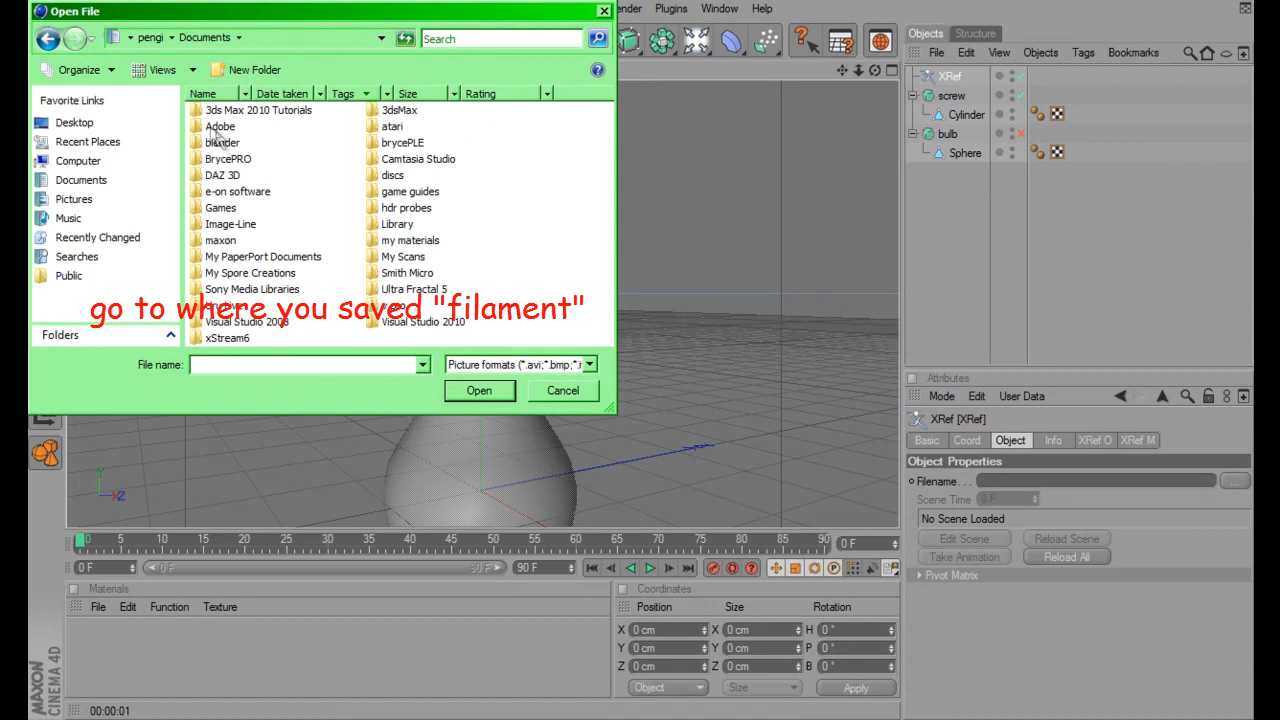 Open File
pengi Documents
Search
Organize Views New Folder
Favorite Links
Desktop
Recent Places
Computer
Documents
Pictures
Music
Recently Changed
Searches
Public
Folders
Name Date taken Tags Size Rating
3ds Max 2010 Tutorials 3dsMax
Adobe atari
blender brycePLE
BrycePRO Camtasia Studio
DAZ 3D discs
e-on software game guides
Games hdr probes
Image-Line Library
maxon my materials
My PaperPort Documents My Scans
My Spore Creations Smith Micro
Sony Media Libraries Ultra Fractal 5
go to where you saved "filament"
Visual Studio 2008 Visual Studio 2010
xStream6
File name: Picture formats (*.avi;*.bmp;*.i
Open Cancel
Plugins Window Help
Objects Structure
File Edit View Objects Tags Bookmarks
XRef
screw
Cylinder
bulb
Sphere
Attributes
Mode Edit User Data
XRef [XRef]
Basic Coord. Object Info XRef O XRef M
Object Properties
Filename . . . ...
Scene Time 0 F
No Scene Loaded
Edit Scene Reload Scene
Take Animation Reload All
Pivot Matrix
Y
Z
0 5 10 15 20 25 30 35 40 45 50 55 60 65 70 75 80 85 90 0 F
0 F 0 F 90 F 90 F
Materials
File Edit Function Texture
Coordinates
Position Size Rotation
X 0 cm X 0 cm H 0 °
Y 0 cm Y 0 cm P 0 °
Z 0 cm Z 0 cm B 0 °
Object Size Apply
MAXON
CINEMA 4D
00:00:01